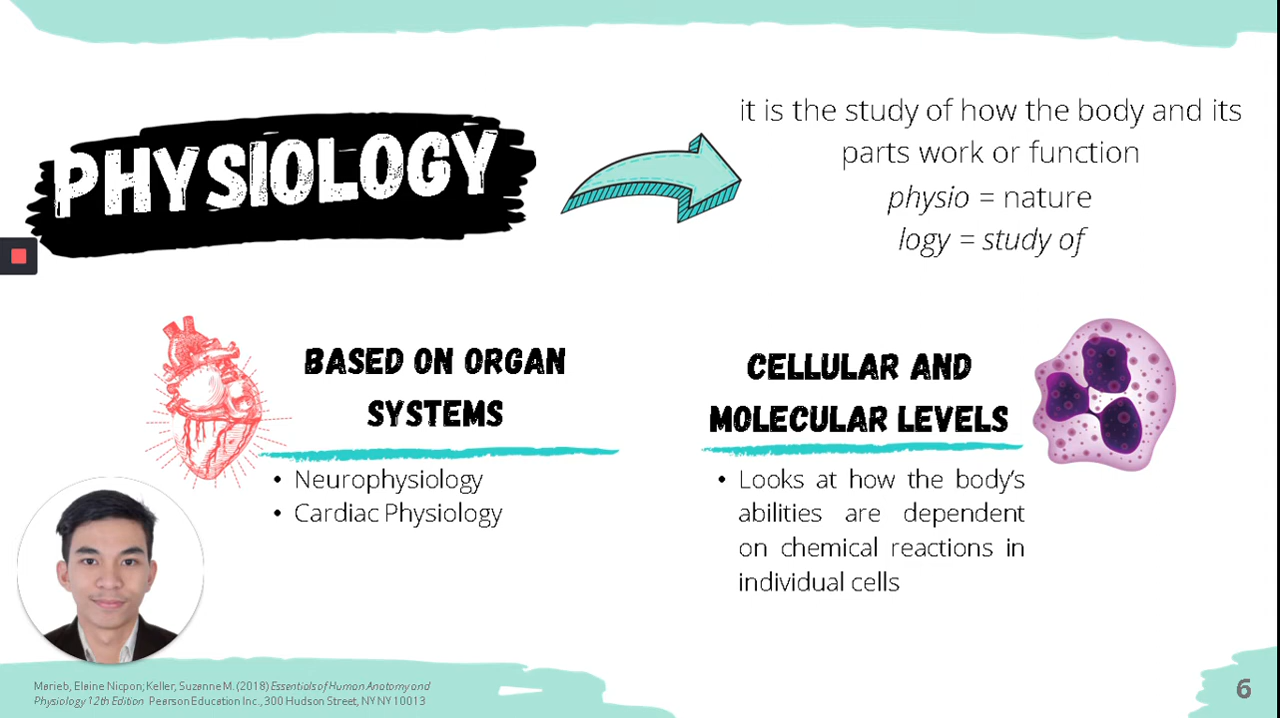 PHYSIOLOGY
it is the study of how the body and its
parts work or function
physio = nature
logy = study of
BASED ON ORGAN
SYSTEMS
• Neurophysiology
• Cardiac Physiology
CELLULAR AND
MOLECULAR LEVELS
• Looks at how the body's
abilities are dependent
on chemical reactions in
individual cells
Marieb, Elaine Nicpon; Keller, Suzanne M. (2018) Essentials of Human Anatomy and
Physiology 12th Edition Pearson Education Inc., 300 Hudson Street, NY NY 10013
6